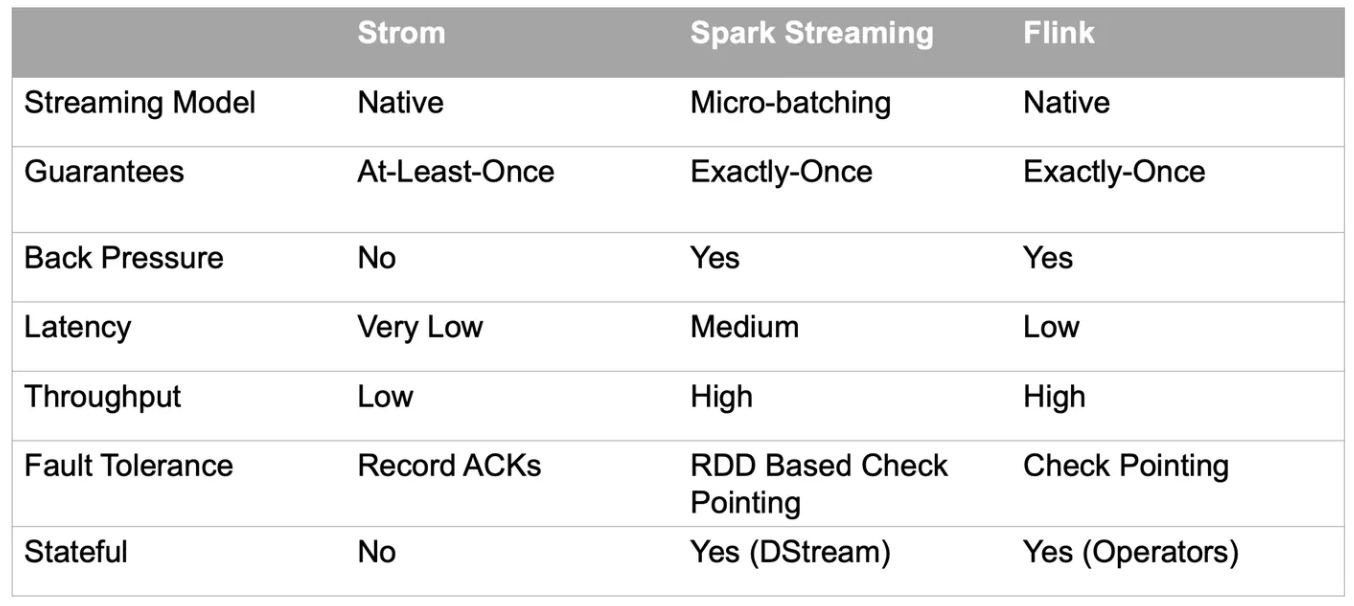 Strom Spark Streaming Flink
Streaming Model Native Micro-batching Native
Guarantees At-Least-Once Exactly-Once Exactly-Once
Back Pressure No Yes Yes
Latency Very Low Medium Low
Throughput Low High High
Fault Tolerance Record ACKs RDD Based Check Check Pointing
Pointing
Stateful No Yes (DStream) Yes (Operators)